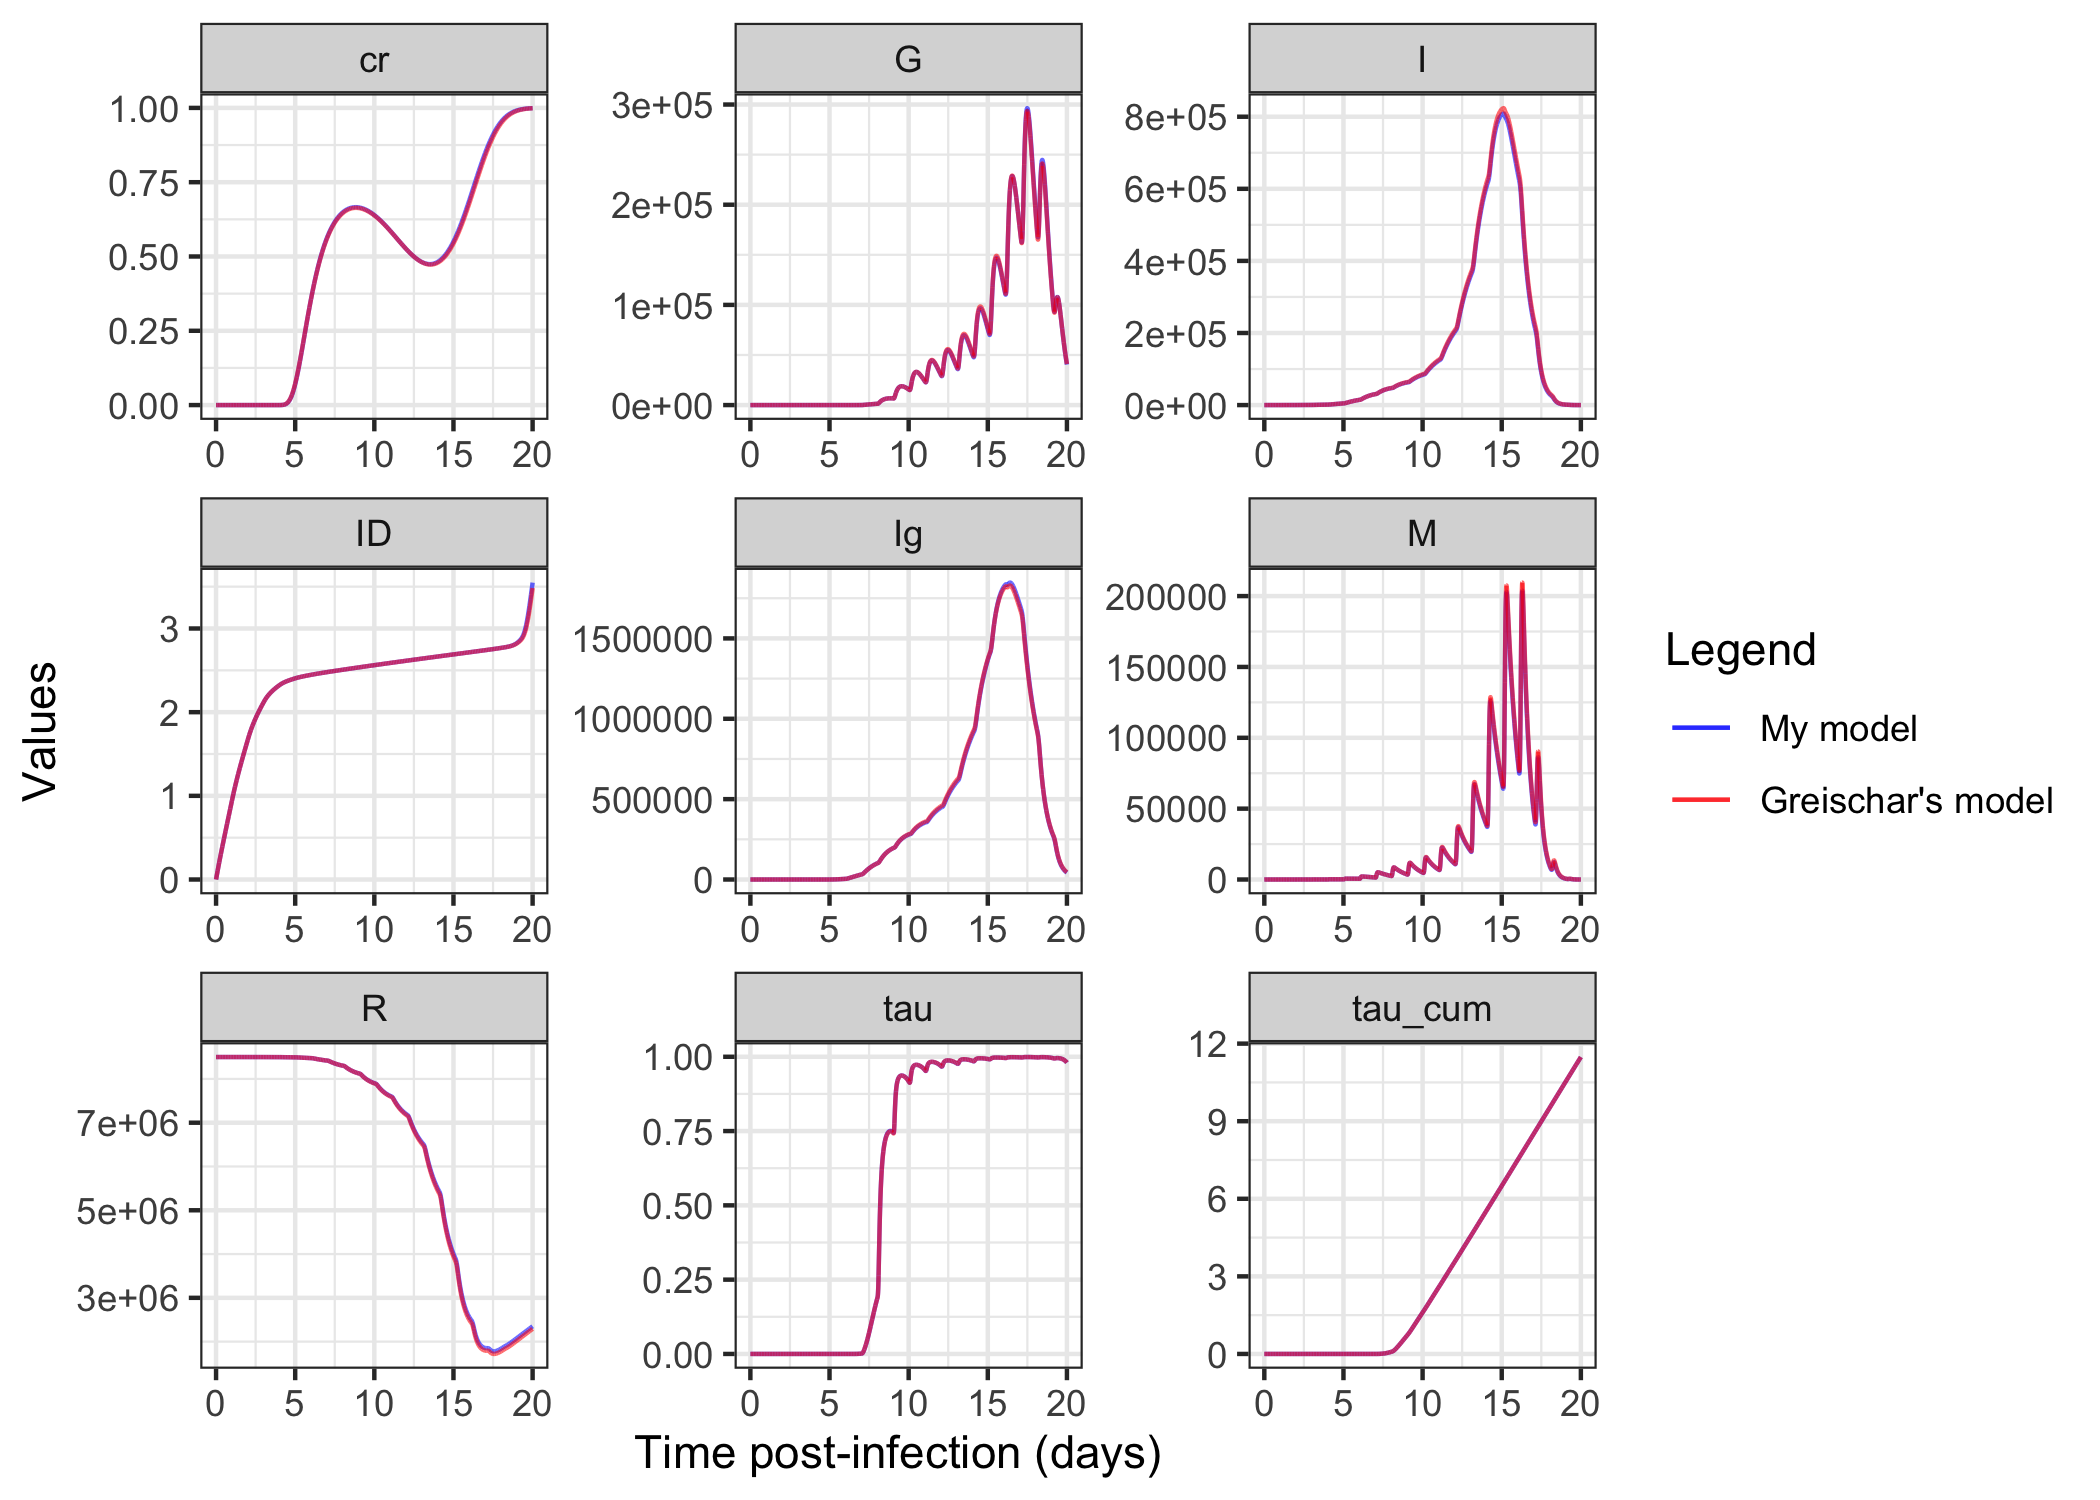 cr G I
1.00
0.75
0.50
0.25
0.00
0 5 10 15 20
3e+05
2e+05
1e+05
0e+00
0 5 10 15 20
8e+05
6e+05
4e+05
2e+05
0e+00
0 5 10 15 20
ID Ig M
3
2
1
0
0 5 10 15 20
1500000
1000000
500000
0
0 5 10 15 20
200000
150000
100000
50000
0
0 5 10 15 20
R tau tau_cum
7e+06
5e+06
3e+06
0 5 10 15 20
1.00
0.75
0.50
0.25
0.00
0 5 10 15 20
12
9
6
3
0
0 5 10 15 20
Values
Time post-infection (days)
Legend
My model
Greischar's model